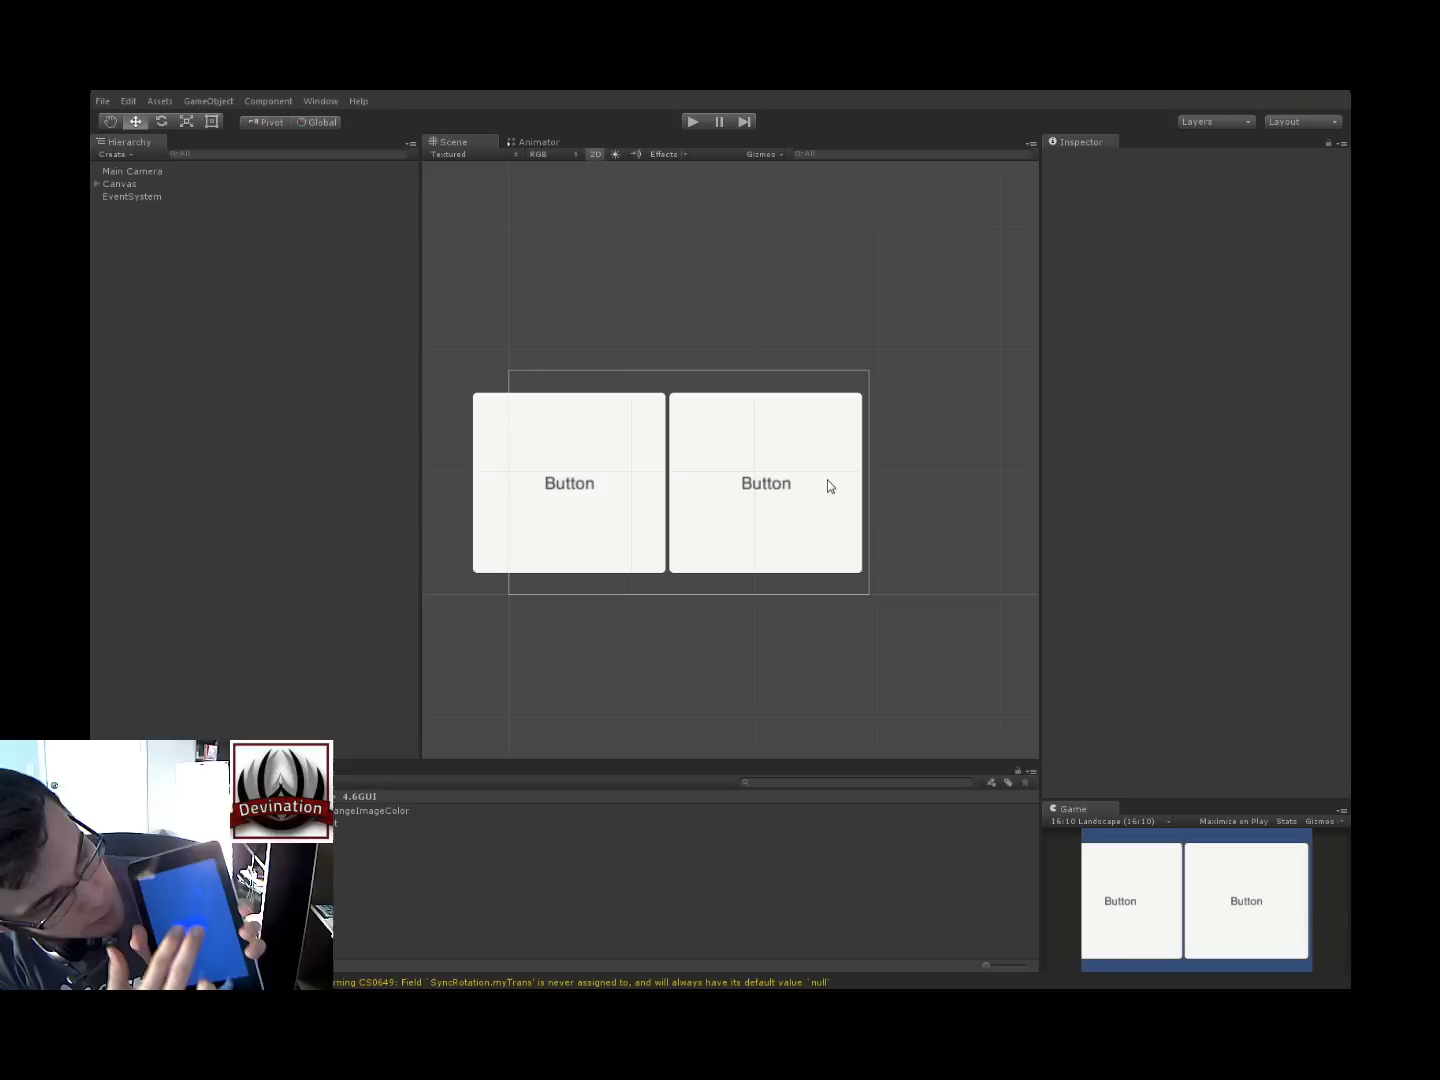 File Edit Assets GameObject Component Window Help
Pivot Global
Layers
Layout
Hierarchy
Create
All
Scene
Animator
Textured
RGB
2D
Effects
Gizmos
All
Inspector
Main Camera
Canvas
EventSystem
Button
Button
4.6GUI
angeImageColor
t
Devination
Game
16:10 Landscape (16:10)
Maximize on Play Stats Gizmos
Button
Button
rning CS0649: Field `SyncRotation.myTrans' is never assigned to, and will always have its default value `null'